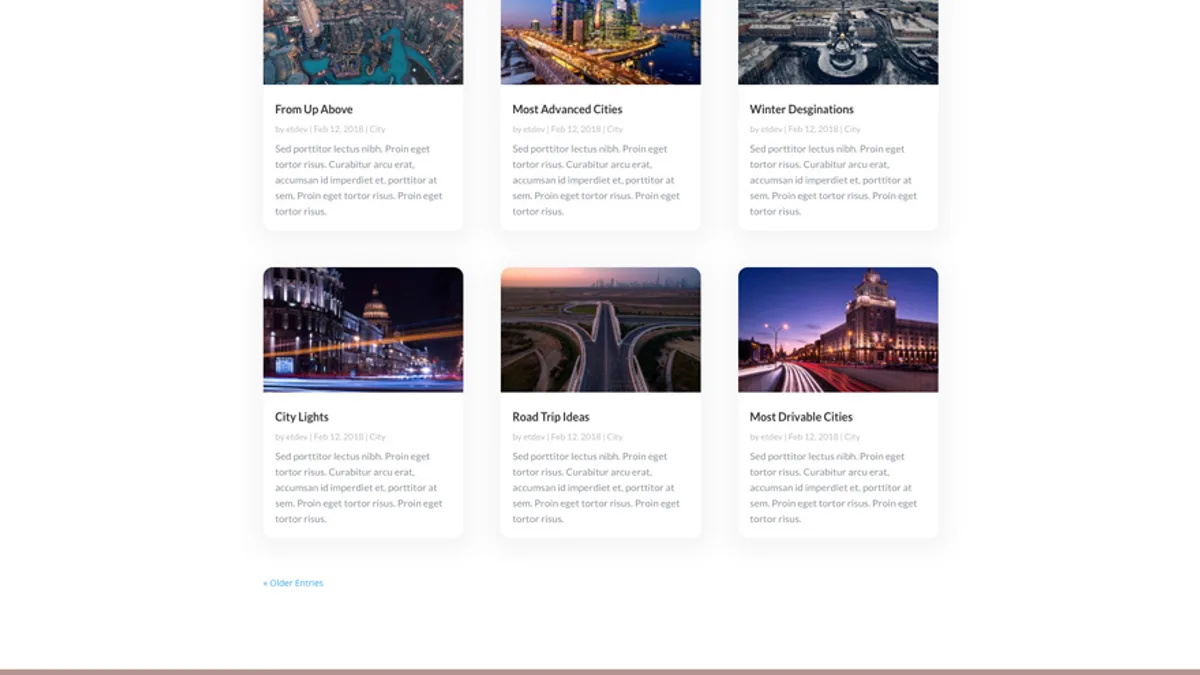 From Up Above
by etdev | Feb 12, 2018 | City
Sed porttitor lectus nibh. Proin eget
tortor risus. Curabitur arcu erat,
accumsan id imperdiet et, porttitor at
sem. Proin eget tortor risus. Proin eget
tortor risus.
Most Advanced Cities
by etdev | Feb 12, 2018 | City
Sed porttitor lectus nibh. Proin eget
tortor risus. Curabitur arcu erat,
accumsan id imperdiet et, porttitor at
sem. Proin eget tortor risus. Proin eget
tortor risus.
Winter Desginations
by etdev | Feb 12, 2018 | City
Sed porttitor lectus nibh. Proin eget
tortor risus. Curabitur arcu erat,
accumsan id imperdiet et, porttitor at
sem. Proin eget tortor risus. Proin eget
tortor risus.
City Lights
by etdev | Feb 12, 2018 | City
Sed porttitor lectus nibh. Proin eget
tortor risus. Curabitur arcu erat,
accumsan id imperdiet et, porttitor at
sem. Proin eget tortor risus. Proin eget
tortor risus.
Road Trip Ideas
by etdev | Feb 12, 2018 | City
Sed porttitor lectus nibh. Proin eget
tortor risus. Curabitur arcu erat,
accumsan id imperdiet et, porttitor at
sem. Proin eget tortor risus. Proin eget
tortor risus.
Most Drivable Cities
by etdev | Feb 12, 2018 | City
Sed porttitor lectus nibh. Proin eget
tortor risus. Curabitur arcu erat,
accumsan id imperdiet et, porttitor at
sem. Proin eget tortor risus. Proin eget
tortor risus.
« Older Entries